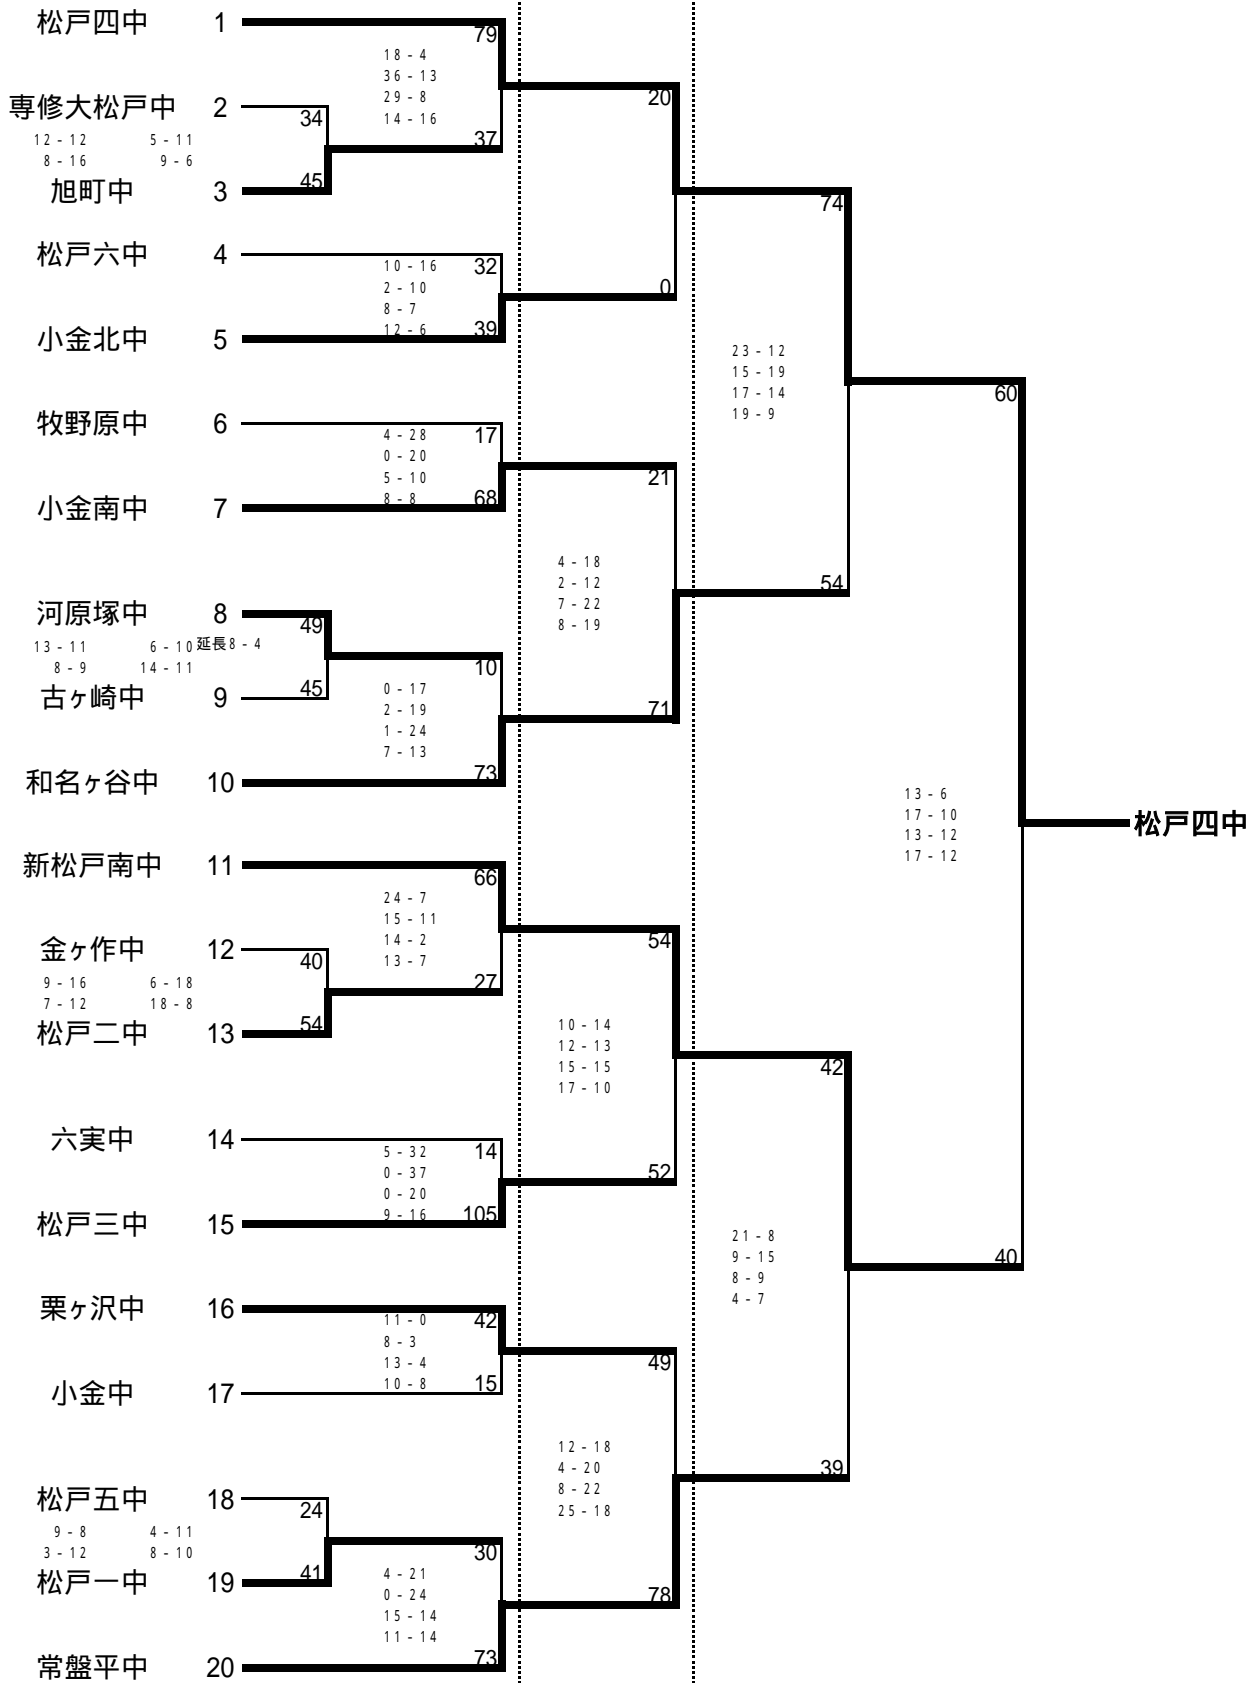 松戸四中 1
79
18 - 4
36 - 13
29 - 8
14 - 16
20
専修大松戸中 2
34
12 - 12 5 - 11
8 - 16 9 - 6
37
旭町中 3
45
74
松戸六中 4
32
10 - 16
2 - 10
8 - 7
12 - 6
0
小金北中 5
39
23 - 12
15 - 19
17 - 14
19 - 9
60
牧野原中 6
17
4 - 28
0 - 20
5 - 10
8 - 8
21
小金南中 7
68
4 - 18
2 - 12
7 - 22
8 - 19
54
河原塚中 8
49
13 - 11 6 - 10 延長8 - 4
8 - 9 14 - 11
10
古ヶ崎中 9
45
0 - 17
2 - 19
1 - 24
7 - 13
71
和名ヶ谷中 10
73
13 - 6
17 - 10
13 - 12
17 - 12
松戸四中
新松戸南中 11
66
24 - 7
15 - 11
14 - 2
13 - 7
54
金ヶ作中 12
40
9 - 16 6 - 18
7 - 12 18 - 8
27
松戸二中 13
54
10 - 14
12 - 13
15 - 15
17 - 10
42
六実中 14
14
5 - 32
0 - 37
0 - 20
9 - 16
52
松戸三中 15
105
21 - 8
9 - 15
8 - 9
4 - 7
40
栗ヶ沢中 16
42
11 - 0
8 - 3
13 - 4
10 - 8
49
小金中 17
15
12 - 18
4 - 20
8 - 22
25 - 18
39
松戸五中 18
24
9 - 8 4 - 11
3 - 12 8 - 10
30
松戸一中 19
41
4 - 21
0 - 24
15 - 14
11 - 14
78
常盤平中 20
73